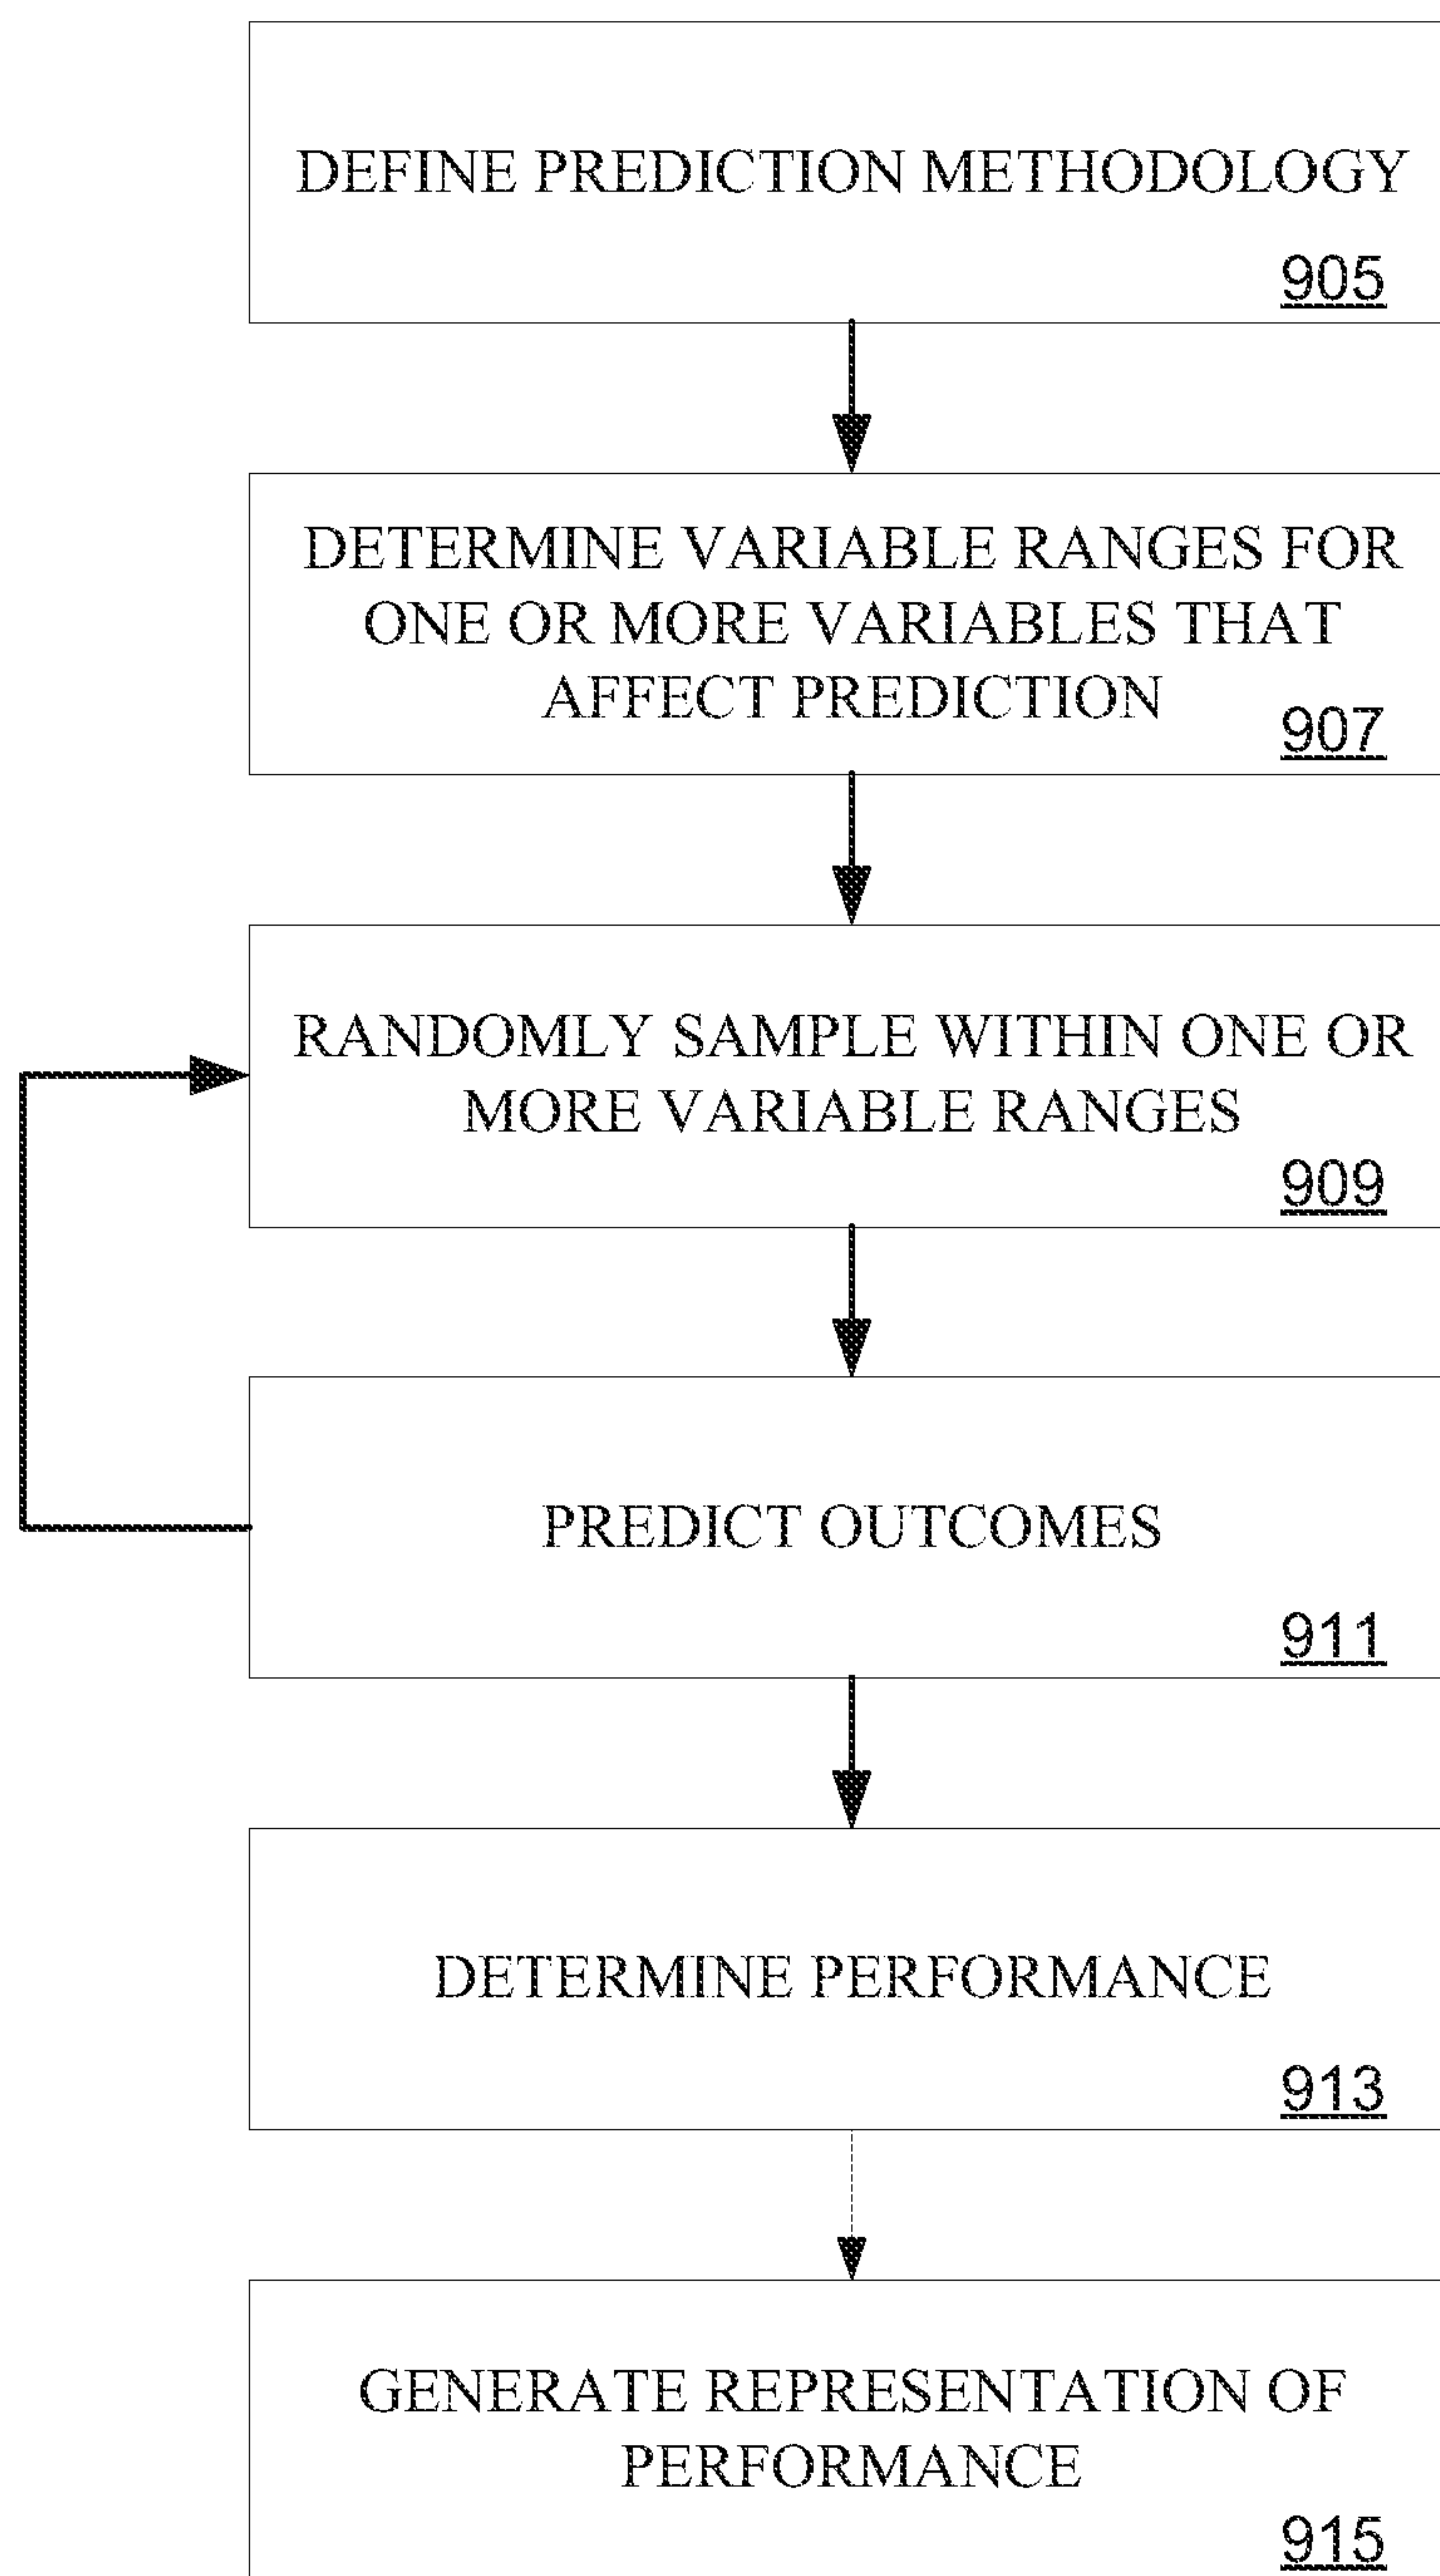 DEFINE PREDICTION METHODOLOGY
905
DETERMINE VARIABLE RANGES FOR
ONE OR MORE VARIABLES THAT
AFFECT PREDICTION
907
RANDOMLY SAMPLE WITHIN ONE OR
MORE VARIABLE RANGES
909
PREDICT OUTCOMES
911
DETERMINE PERFORMANCE
913
GENERATE REPRESENTATION OF
PERFORMANCE
915